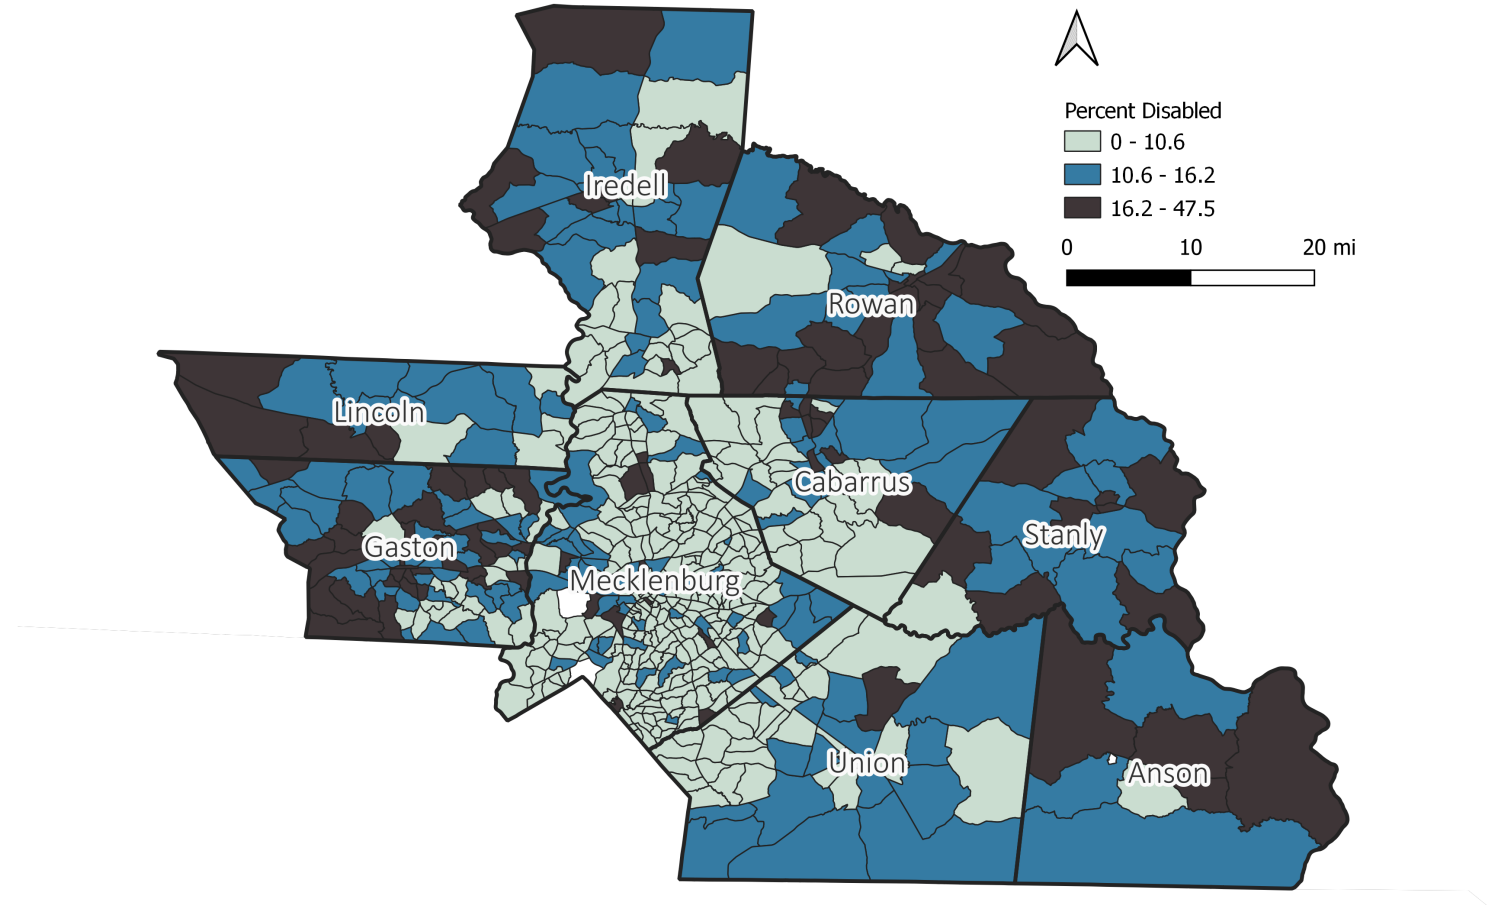 Percent Disabled
0 - 10.6
10.6 - 16.2
16.2 - 47.5
0 10 20 mi
Iredell
Rowan
Lincoln
Cabarrus
Stanly
Gaston
Mecklenburg
Union
Anson